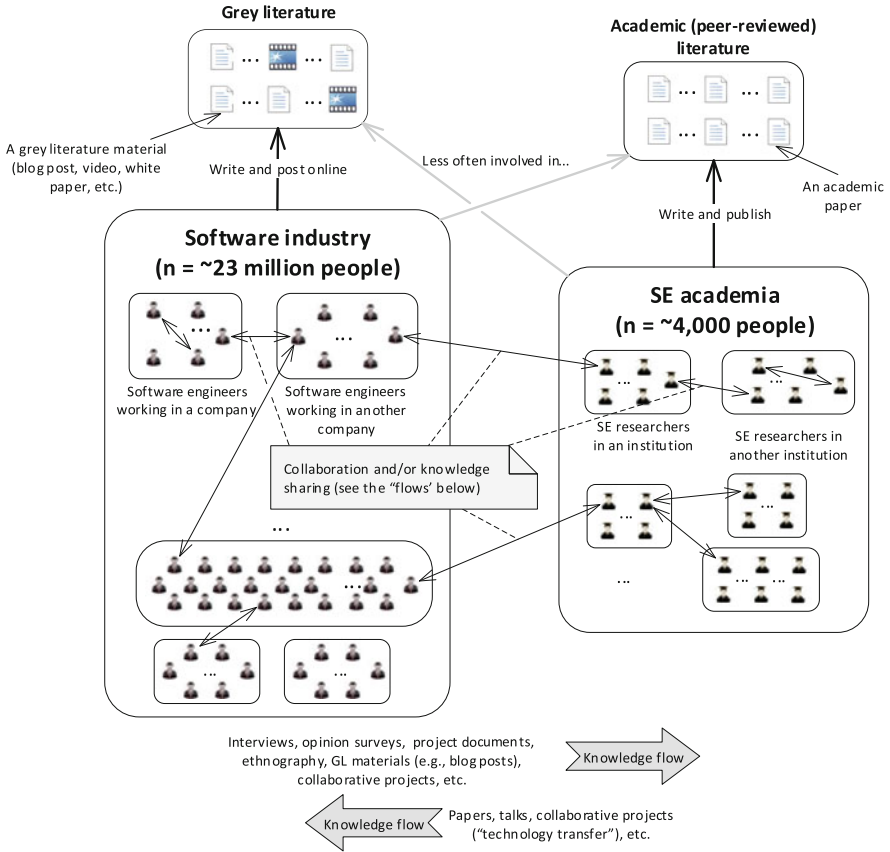 Grey literature
Academic (peer-reviewed)
literature
A grey literature material
(blog post, video, white
paper, etc.)
Write and post online
Less often involved in...
An academic
paper
Write and publish
Software industry
(n = ~23 million people)
SE academia
(n = ~4,000 people)
Software engineers
working in a company
Software engineers
working in another
company
SE researchers
in an institution
SE researchers in
another institution
Collaboration and/or knowledge
sharing (see the “flows’ below)
...
...
Interviews, opinion surveys, project documents,
ethnography, GL materials (e.g., blog posts),
collaborative projects, etc.
Knowledge flow
Knowledge flow
Papers, talks, collaborative projects
(“technology transfer”), etc.